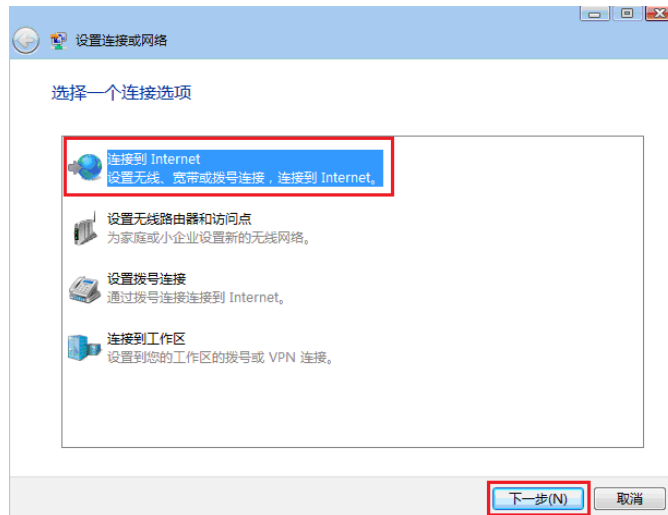 设置连接或网络
选择一个连接选项
连接到 Internet
设置无线、宽带或拨号连接，连接到 Internet。
设置无线路由器和访问点
为家庭或小企业设置新的无线网络。
设置拨号连接
通过拨号连接连接到 Internet。
连接到工作区
设置到您的工作区的拨号或 VPN 连接。
下一步(N) 取消